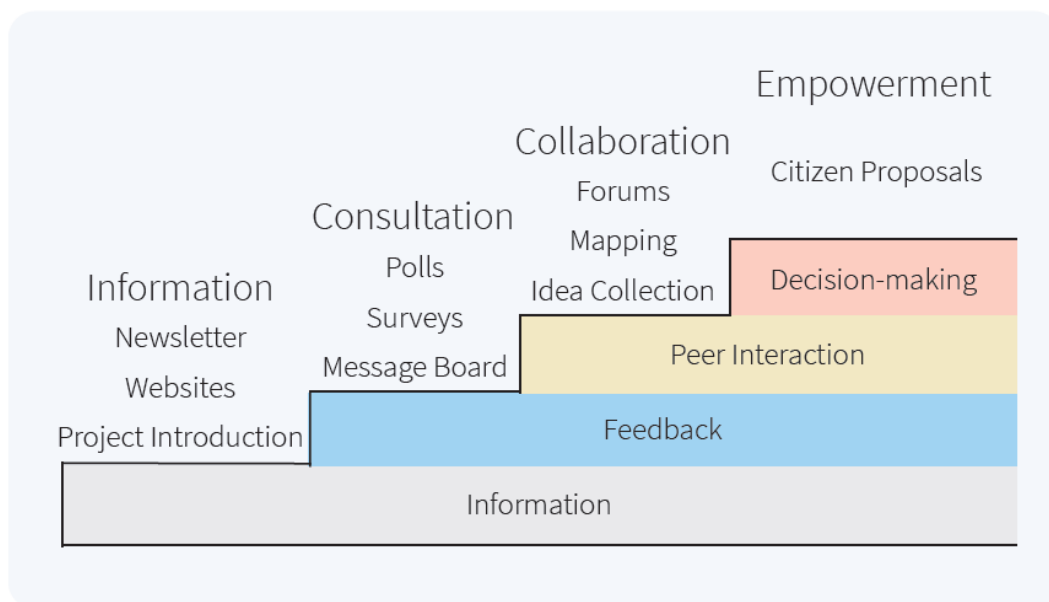 Empowerment
Citizen Proposals
Collaboration
Forums
Mapping
Idea Collection
Consultation
Polls
Surveys
Message Board
Information
Newsletter
Websites
Project Introduction
Decision-making
Peer Interaction
Feedback
Information